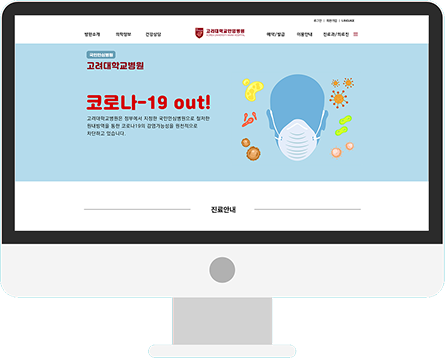 로그인 | 회원가입 | LANGUAGE
병원소개 의학정보 건강상담 고려대학교안암병원 예약/발급 이용안내 진료과/의료진
국민안심병원
고려대학교병원
코로나-19 out!
고려대학교병원은 정부에서 지정한 국민안심병원으로 철저한
원내방역을 통한 코로나19의 감염가능성을 원천적으로
차단하고 있습니다.
진료안내